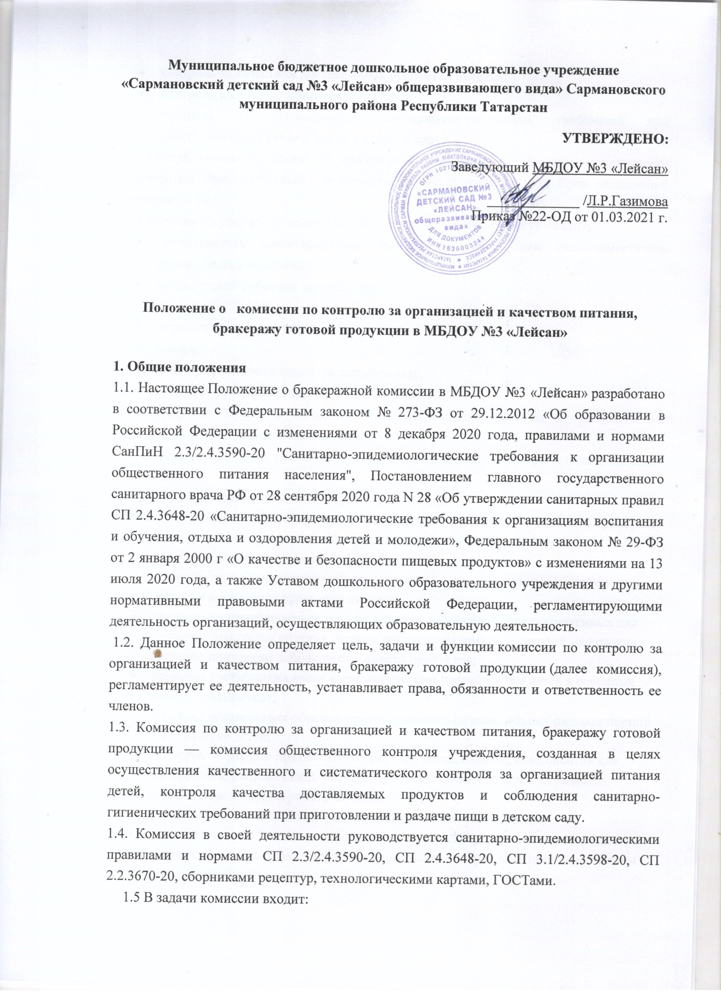 Муниципальное бюджетное дошкольное образовательное учреждение
«Сармановский детский сад №3 «Лейсан» общеразвивающего вида» Сармановского
муниципального района Республики Татарстан
УТВЕРЖДЕНО:
Заведующий МБДОУ №3 «Лейсан»
/Л.Р.Газимова
Приказ №22-ОД от 01.03.2021 г.
«САРМАНОВСКИЙ
ДЕТСКИЙ САД №3
«ЛЕЙСАН»
общеразвивающего
вида»
ДЛЯ ДОКУМЕНТОВ
ИНН 1636003344
Положение о   комиссии по контролю за организацией и качеством питания,
бракеражу готовой продукции в МБДОУ №3 «Лейсан»
1. Общие положения
1.1. Настоящее Положение о бракеражной комиссии в МБДОУ №3 «Лейсан» разработано
в соответствии с Федеральным законом № 273-ФЗ от 29.12.2012 «Об образовании в
Российской Федерации с изменениями от 8 декабря 2020 года, правилами и нормами
СанПиН 2.3/2.4.3590-20 "Санитарно-эпидемиологические требования к организации
общественного питания населения", Постановлением главного государственного
санитарного врача РФ от 28 сентября 2020 года N 28 «Об утверждении санитарных правил
СП 2.4.3648-20 «Санитарно-эпидемиологические требования к организациям воспитания
и обучения, отдыха и оздоровления детей и молодежи», Федеральным законом № 29-ФЗ
от 2 января 2000 г «О качестве и безопасности пищевых продуктов» с изменениями на 13
июля 2020 года, а также Уставом дошкольного образовательного учреждения и другими
нормативными правовыми актами Российской Федерации, регламентирующими
деятельность организаций, осуществляющих образовательную деятельность.
1.2. Данное Положение определяет цель, задачи и функции комиссии по контролю за
организацией и качеством питания, бракеражу готовой продукции (далее комиссия),
регламентирует ее деятельность, устанавливает права, обязанности и ответственность ее
членов.
1.3. Комиссия по контролю за организацией и качеством питания, бракеражу готовой
продукции — комиссия общественного контроля учреждения, созданная в целях
осуществления качественного и систематического контроля за организацией питания
детей, контроля качества доставляемых продуктов и соблюдения санитарно-
гигиенических требований при приготовлении и раздаче пищи в детском саду.
1.4. Комиссия в своей деятельности руководствуется санитарно-эпидемиологическими
правилами и нормами СП 2.3/2.4.3590-20, СП 2.4.3648-20, СП 3.1/2.4.3598-20, СП
2.2.3670-20, сборниками рецептур, технологическими картами, ГОСТами.
1.5 В задачи комиссии входит: